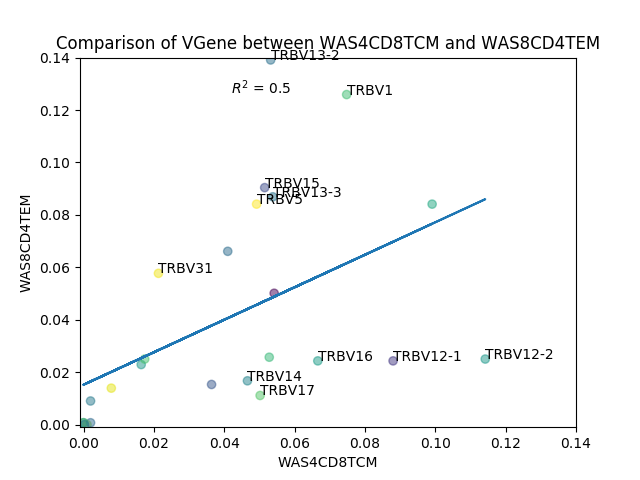 Comparison of VGene between WAS4CD8TCM and WAS8CD4TEM
TRBV13-2
R² = 0.5
TRBV1
TRBV15
TRBV13-3
TRBV5
TRBV31
TRBV16
TRBV12-1
TRBV12-2
TRBV14
TRBV17
0.14
0.12
0.10
0.08
0.06
0.04
0.02
0.00
WAS8CD4TEM
0.00 0.02 0.04 0.06 0.08 0.10 0.12 0.14
WAS4CD8TCM